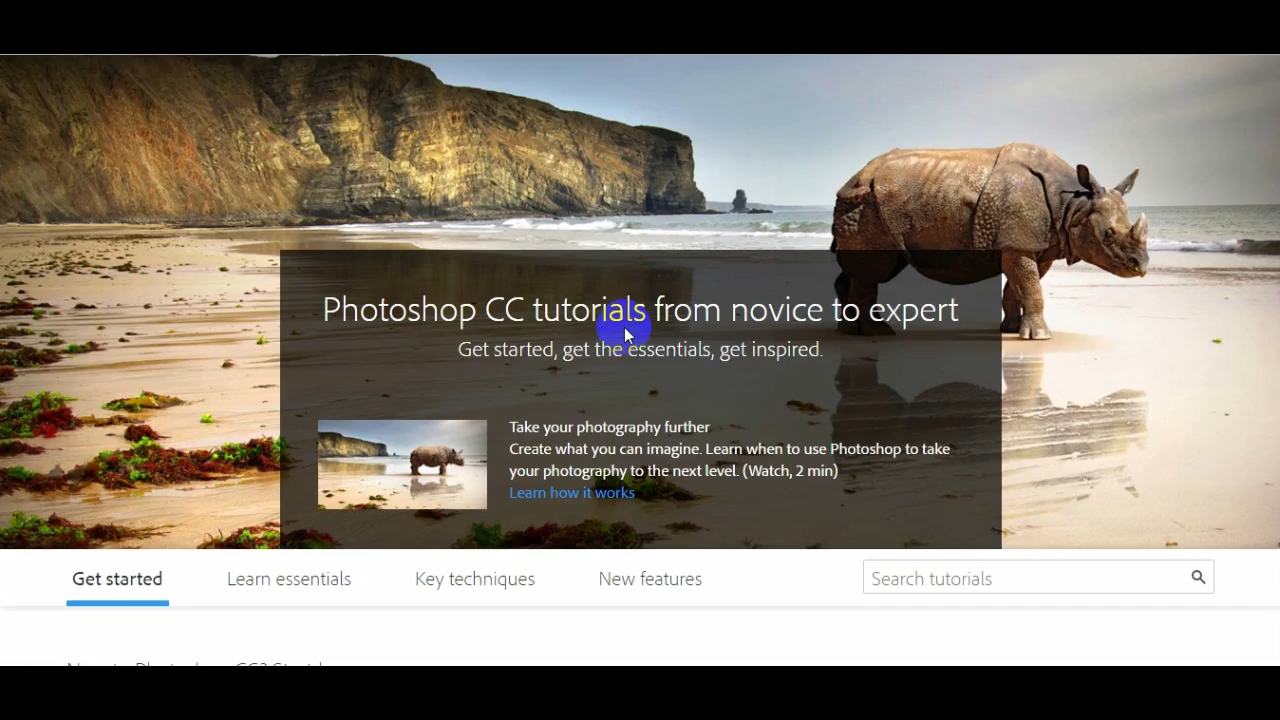 Photoshop CC tutorials from novice to expert
Get started, get the essentials, get inspired.
Take your photography further
Create what you can imagine. Learn when to use Photoshop to take
your photography to the next level. (Watch, 2 min)
Learn how it works
Get started
Learn essentials
Key techniques
New features
Search tutorials